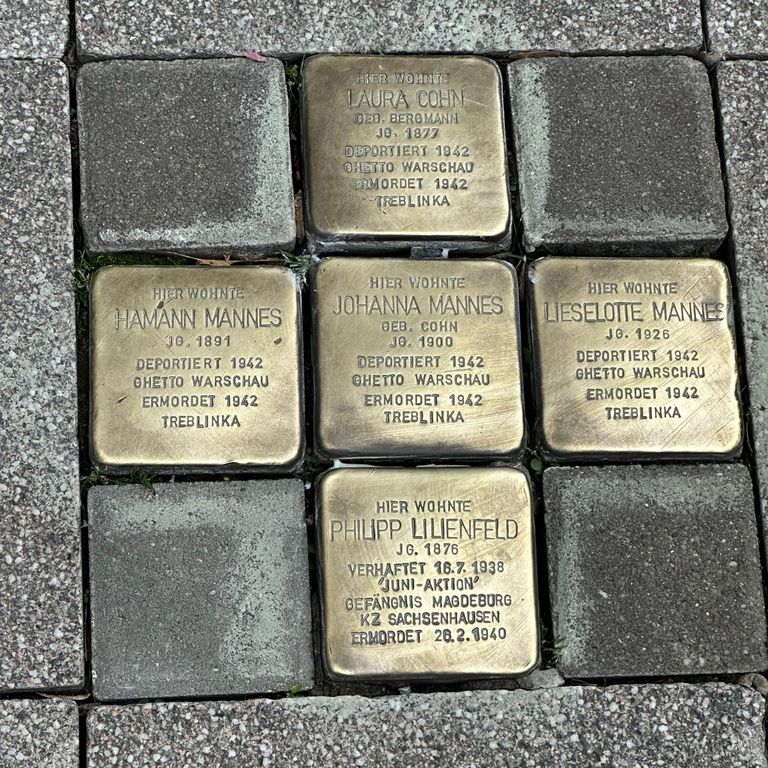 HIER WOHNTE
LAURA COHN
GEB. BERGMANN
JG. 1877
DEPORTIERT 1942
GHETTO WARSCHAU
ERMORDET 1942
TREBLINKA
HIER WOHNTE
HAMANN MANNES
JG. 1891
DEPORTIERT 1942
GHETTO WARSCHAU
ERMORDET 1942
TREBLINKA
HIER WOHNTE
JOHANNA MANNES
GEB. COHN
JG. 1900
DEPORTIERT 1942
GHETTO WARSCHAU
ERMORDET 1942
TREBLINKA
HIER WOHNTE
LIESELOTTE MANNES
JG. 1926
DEPORTIERT 1942
GHETTO WARSCHAU
ERMORDET 1942
TREBLINKA
HIER WOHNTE
PHILIPP LILIENFELD
JG. 1876
VERHAFTET 16.7. 1938
'JUNI-AKTION'
GEFÄNGNIS MAGDEBURG
KZ SACHSENHAUSEN
ERMORDET 26.2.1940